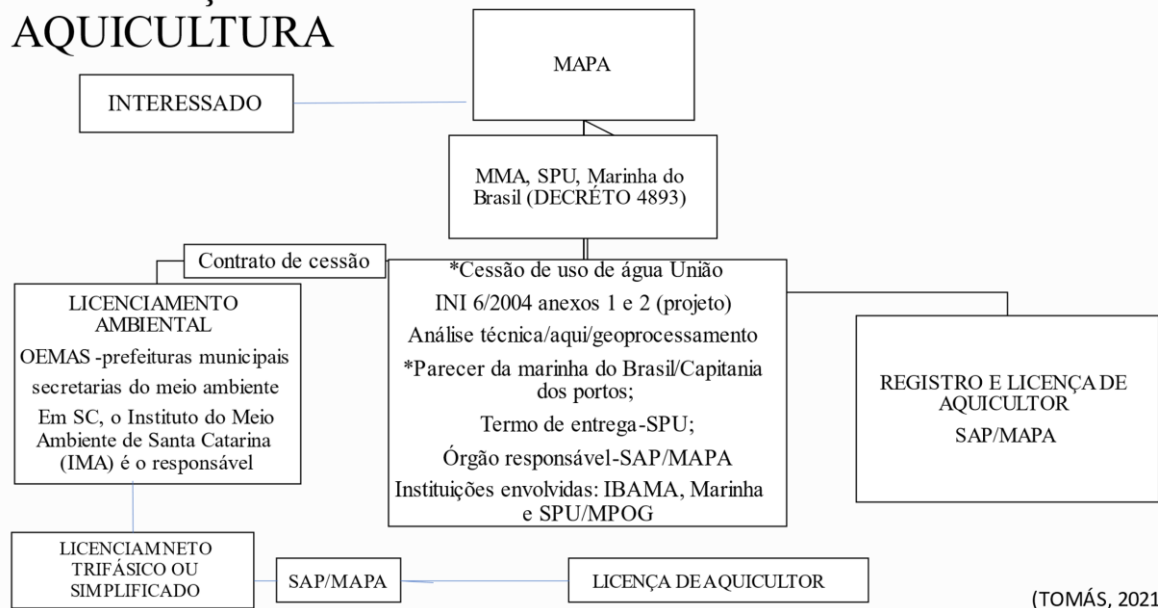 AQUICULTURA
MAPA
INTERESSADO
MMA, SPU, Marinha do
Brasil (DECRÉTO 4893)
Contrato de cessão
LICENCIAMENTO
AMBIENTAL
OEMAS -prefeituras municipais
secretarias do meio ambiente
Em SC, o Instituto do Meio
Ambiente de Santa Catarina
(IMA) é o responsável
*Cessão de uso de água União
INI 6/2004 anexos 1 e 2 (projeto)
Análise técnica/aqui/geoprocessamento
*Parecer da marinha do Brasil/Capitania
dos portos;
Termo de entrega-SPU;
Órgão responsável-SAP/MAPA
Instituições envolvidas: IBAMA, Marinha
e SPU/MPOG
REGISTRO E LICENÇA DE
AQUICULTOR
SAP/MAPA
LICENCIAMNETO
TRIFÁSICO OU
SIMPLIFICADO
SAP/MAPA
LICENÇA DE AQUICULTOR
(TOMÁS, 2021